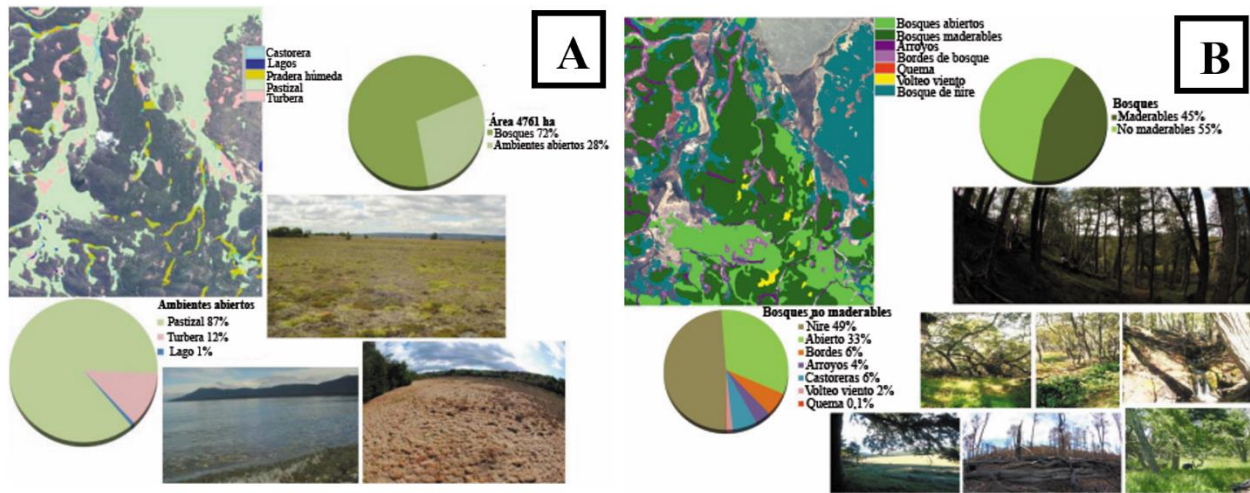 A
Castorera
Lagos
Pradera húmeda
Pastizal
Turbera
Área 4761 ha
Bosques 72%
Ambientes abiertos 28%
Ambientes abiertos
Pastizal 87%
Turbera 12%
Lago 1%
B
Bosques abiertos
Bosques maderables
Arroyos
Bordes de bosque
Quema
Volteo viento
Bosque de nire
Bosques
Maderables 45%
No maderables 55%
Bosques no maderables
Nire 49%
Abierto 33%
Bordes 6%
Arroyos 4%
Castoreras 6%
Volteo viento 2%
Quema 0,1%